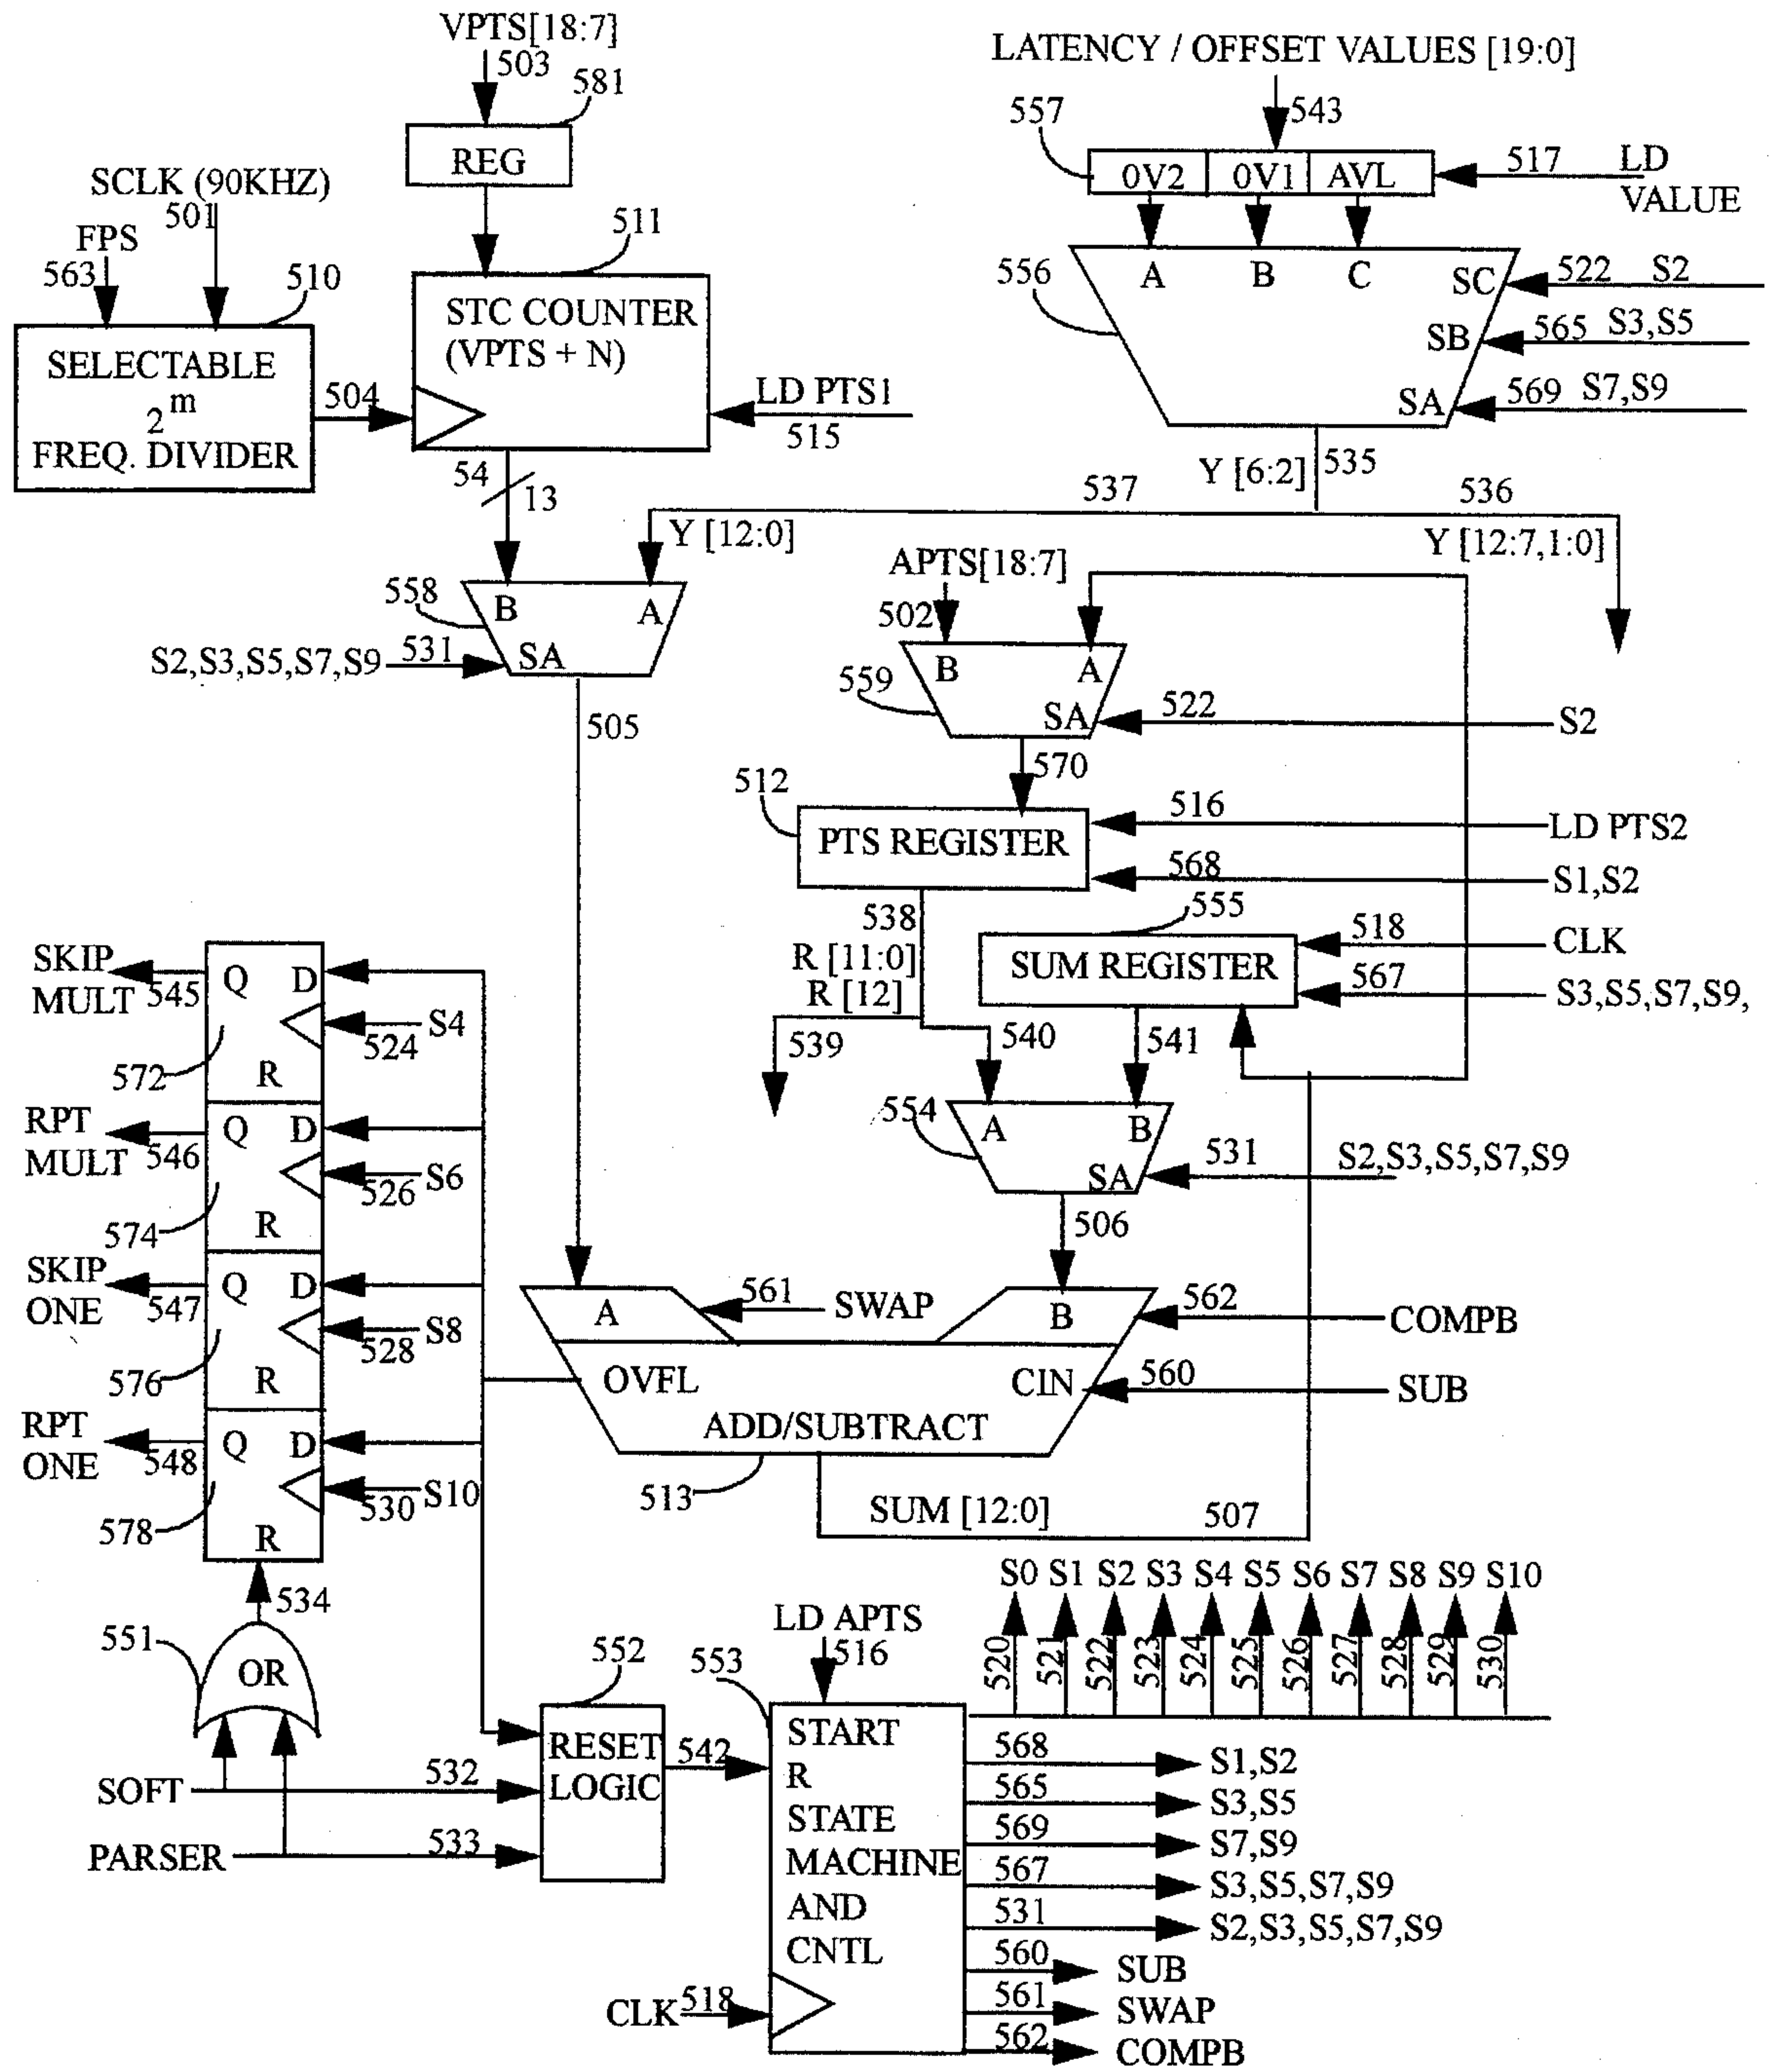 VPTS[18:7]
503
581
REG
LATENCY / OFFSET VALUES [19:0]
543
557
0V2 0V1 AVL
517 LD
VALUE
SCLK (90KHZ)
501
FPS
563
510
SELECTABLE
2 m
FREQ. DIVIDER
504
511
STC COUNTER
(VPTS + N)
LD PTS1
515
54
13
556
A B C SC
522 S2
SB
565 S3,S5
SA
569 S7,S9
Y [6:2]
535
537
536
Y [12:0]
Y [12:7,1:0]
558
B A
SA
S2,S3,S5,S7,S9
531
505
APTS[18:7]
502
559
B A
SA
522
S2
570
512
PTS REGISTER
516
LD PTS2
568
S1,S2
538
555
R [11:0]
R [12]
SUM REGISTER
518
CLK
567
S3,S5,S7,S9,
539
540
541
554
A B
SA
531
S2,S3,S5,S7,S9
506
SKIP
MULT
545
Q D
524
S4
572
R
RPT
MULT
546
Q D
526
S6
574
R
SKIP
ONE
547
Q D
528
S8
576
R
RPT
ONE
548
Q D
530
S10
578
R
A
561
SWAP
B
562
COMPB
OVFL
CIN
560
SUB
ADD/SUBTRACT
513
SUM [12:0]
507
534
551
OR
SOFT
532
PARSER
533
552
RESET
LOGIC
542
LD APTS
516
553
START
R
STATE
MACHINE
AND
CNTL
CLK
518
S0 S1 S2 S3 S4 S5 S6 S7 S8 S9 S10
520 521 522 523 524 525 526 527 528 529 530
568 S1,S2
565 S3,S5
569 S7,S9
567 S3,S5,S7,S9
531 S2,S3,S5,S7,S9
560 SUB
561 SWAP
562 COMPB